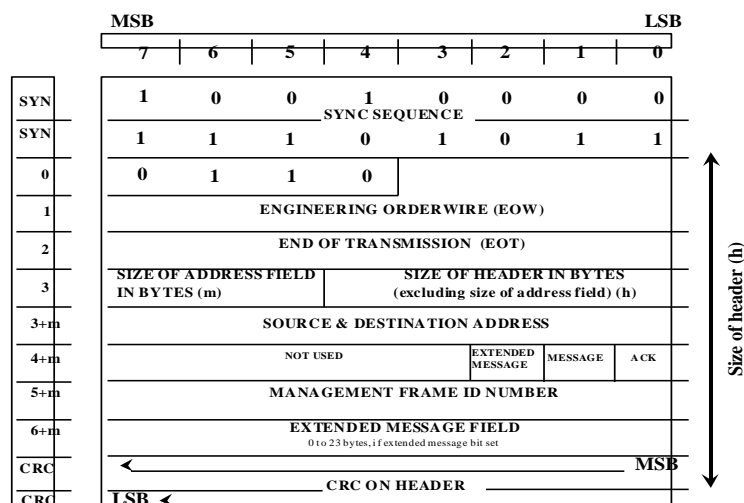 MSB LSB
7 6 5 4 3 2 1 0
SYN 1 0 0 1 0 0 0 0
SYNC SEQUENCE
SYN 1 1 1 0 1 0 1 1
0 0 1 1 0
1 ENGINEERING ORDERWIRE (EOW)
2 END OF TRANSMISSION (EOT)
3 SIZE OF ADDRESS FIELD IN BYTES (m)
SIZE OF HEADER IN BYTES
(excluding size of address field) (h)
3+m SOURCE & DESTINATION ADDRESS
4+m NOT USED EXTENDED MESSAGE MESSAGE ACK
5+m MANAGEMENT FRAME ID NUMBER
6+m EXTENDED MESSAGE FIELD
0 to 23 bytes, if extended message bit set
CRC MSB
CRC ON HEADER
CRC LSB
Size of header (h)